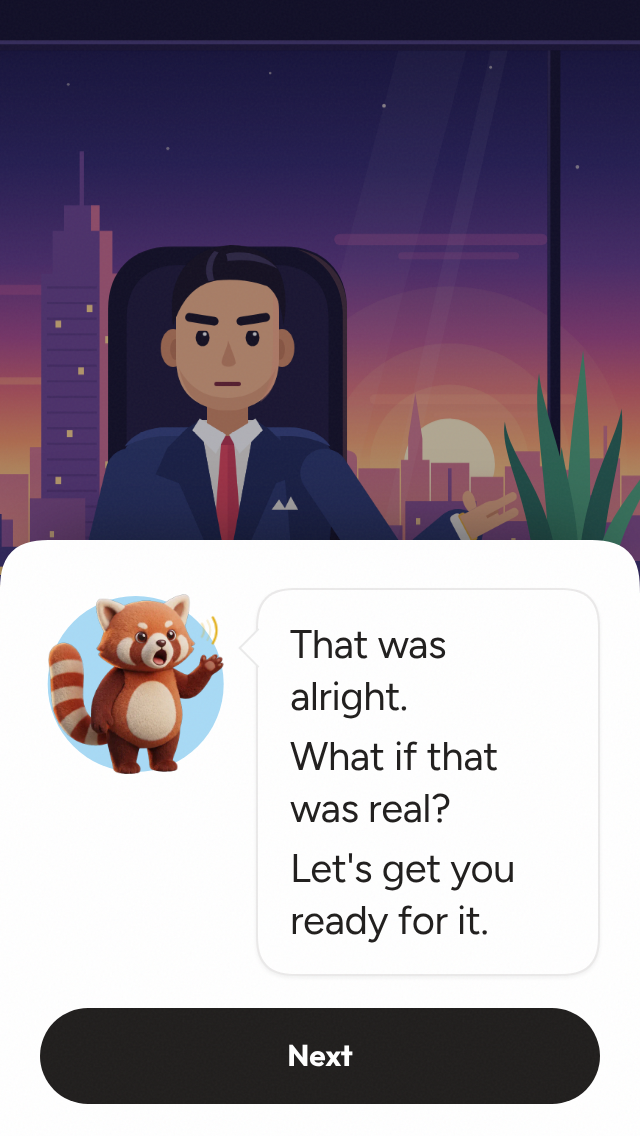 That was
alright.
What if that
was real?
Let's get you
ready for it.
Next